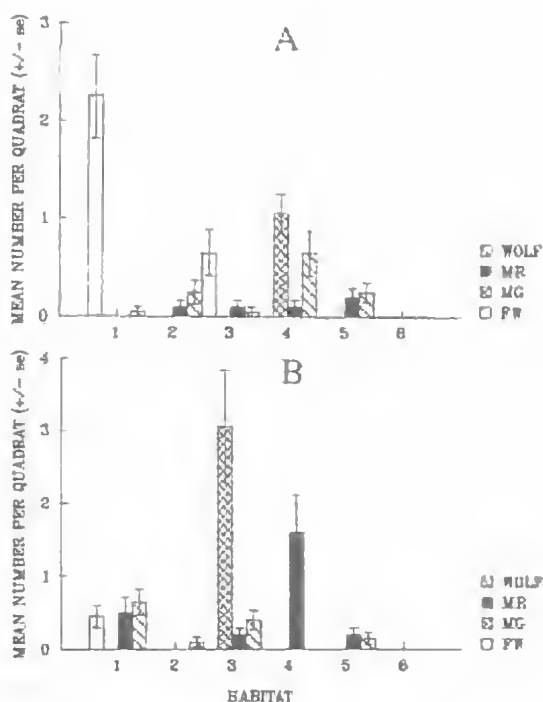 A
MEAN NUMBER PER QUADRAT (+/- se)
3
2
1
0
1 2 3 4 5 6
WOLF
MR
MG
FW
B
MEAN NUMBER PER QUADRAT (+/- se)
4
3
2
1
0
1 2 3 4 5 6
WOLF
MR
MG
FW
HABITAT